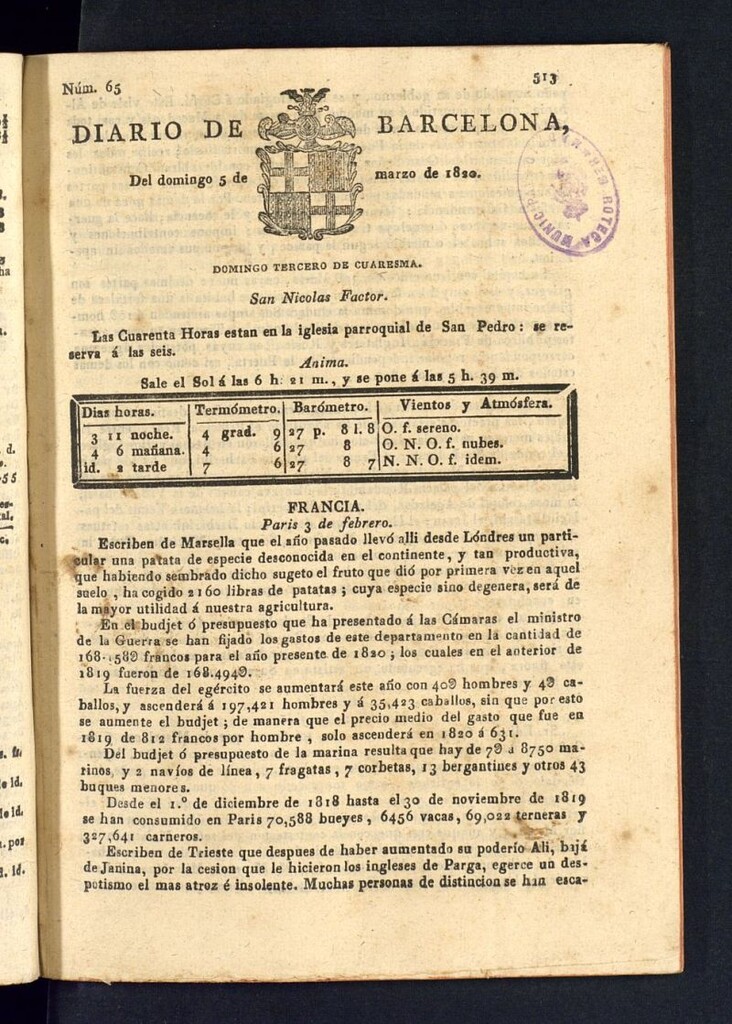 Núm. 65
513
DIARIO DE BARCELONA,
Del domingo 5 de marzo de 1820.
DOMINGO TERCERO DE CUARESMA.
San Nicolas Factor.
Las Cuarenta Horas estan en la iglesia parroquial de San Pedro: se re-
serva á las seis.
Anima.
Sale el Sol á las 6 h. 21 m., y se pone á las 5 h. 39 m.
Dias horas. Termómetro. Barómetro. Vientos y Atmósfera.
3 11 noche. 4 grad. 9 27 p. 8 l. 8 O. f. sereno.
4 6 mañana. 4 6 27 8 O. N. O. f. nubes.
id. 2 tarde 7 6 27 8 7 N. N. O. f. idem.
FRANCIA.
Paris 3 de febrero.
Escriben de Marsella que el año pasado llevó alli desde Lóndres un parti-
cular una patata de especie desconocida en el continente, y tan productiva,
que habiendo sembrado dicho sugeto el fruto que dió por primera vez en aquel
suelo, ha cogido 2160 libras de patatas; cuya especie sino degenera, será de
la mayor utilidad á nuestra agricultura.
En el budjet ó presupuesto que ha presentado á las Cámaras el ministro
de la Guerra se han fijado los gastos de este departamento en la cantidad de
francos para el año presente de 1820; los cuales en el anterior de
1819 fueron de 168.494Ⅾ.
La fuerza del egército se aumentará este año con 40Ⅾ hombres y 4Ⅾ ca-
ballos, y ascenderá á 197,421 hombres y á 35,423 caballos, sin que por esto
se aumente el budjet; de manera que el precio medio del gasto que fue en
1819 de 812 francos por hombre, solo ascenderá en 1820 á 631.
Del budjet ó presupuesto de la marina resulta que hay de 7Ⅾ á 8750 ma-
rinos, y 2 navíos de línea, 7 fragatas, 7 corbetas, 13 bergantines y otros 43
buques menores.
Desde el 1.º de diciembre de 1818 hasta el 30 de noviembre de 1819
se han consumido en Paris 70,588 bueyes, 6456 vacas, 69,022 terneras y
327,641 carneros.
Escriben de Trieste que despues de haber aumentado su poderío Ali, bajá
de Janina, por la cesion que le hicieron los ingleses de Parga, egerce un des-
potismo el mas atroz é insolente. Muchas personas de distincion se han esca-